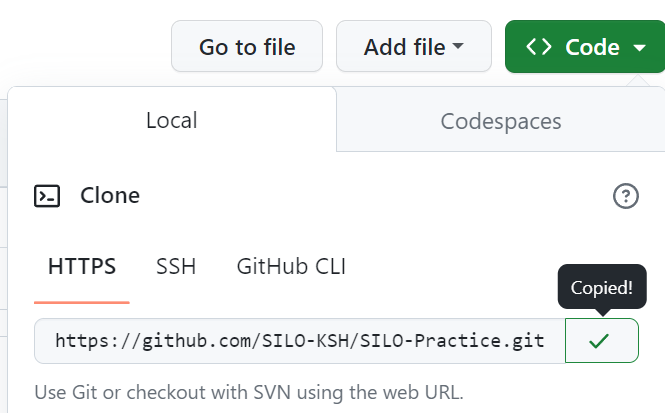 Go to file Add file Code
Local Codespaces
Clone
HTTPS SSH GitHub CLI
Copied!
https://github.com/SILO-KSH/SILO-Practice.git
Use Git or checkout with SVN using the web URL.